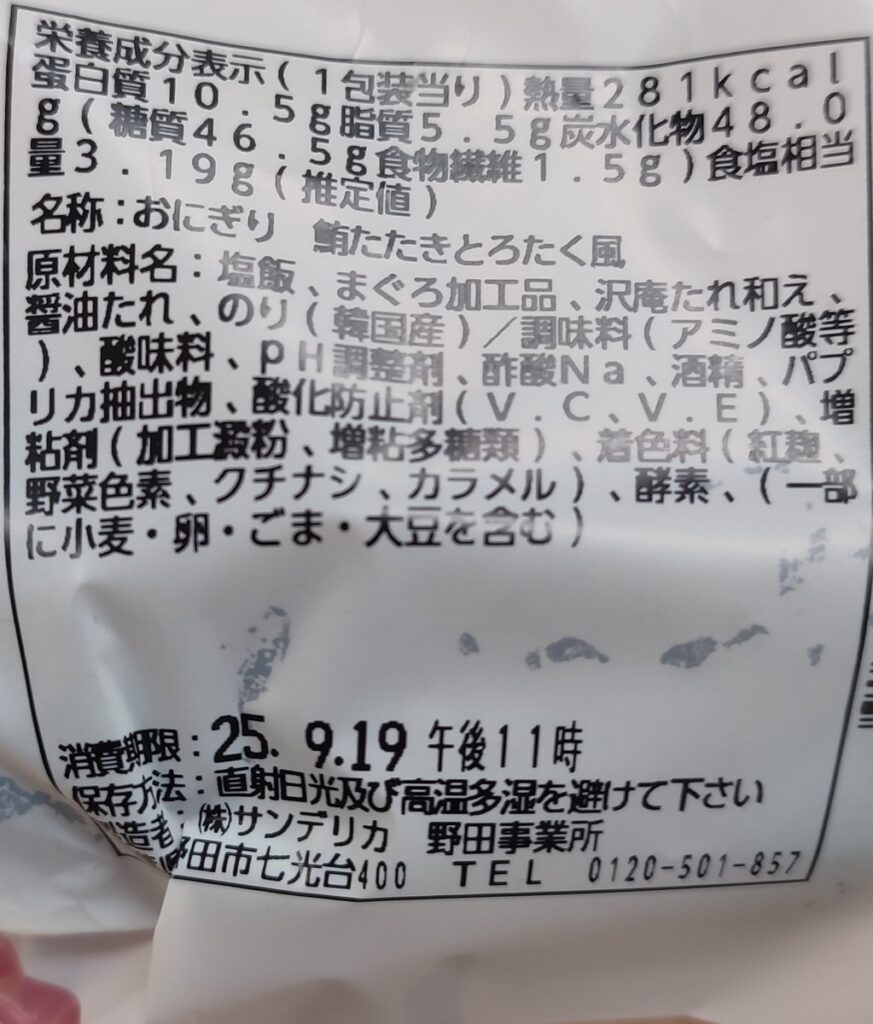 栄養成分表示(1包装当り)熱量281kcal
蛋白質10.5g脂質5.5g炭水化物48.0
g(糖質46.5g食物繊維1.5g)食塩相当
量3.19g(推定値)
名称:おにぎり 鮪たたきとろたく風
原材料名:塩飯、まぐろ加工品、沢庵たれ和え、
醤油たれ、のり(韓国産)/調味料(アミノ酸等
)、酸味料、pH調整剤、酢酸Na、酒精、パプ
リカ抽出物、酸化防止剤(V.C、V.E)、増
粘剤(加工澱粉、増粘多糖類)、着色料(紅麹、
野菜色素、クチナシ、カラメル)、酵素、(一部
に小麦・卵・ごま・大豆を含む)
消費期限:25. 9.19 午後11時
保存方法:直射日光及び高温多湿を避けて下さい
造者:(株)サンデリカ 野田事業所
野田市七光台400 TEL 0120-501-857